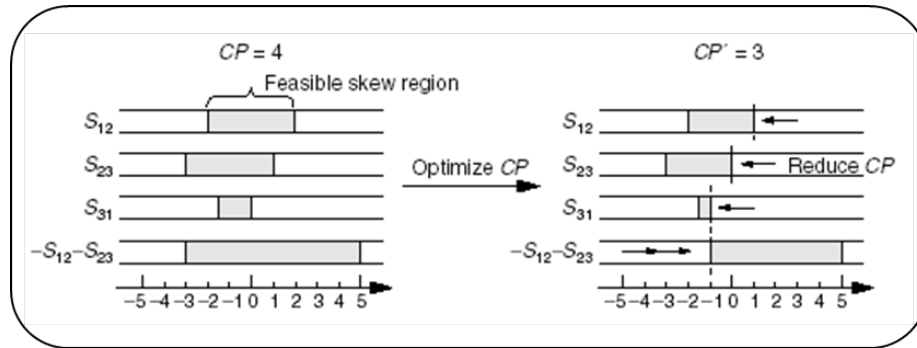 CP = 4
Feasible skew region
S12
S23
S31
−S12−S23
−5 −4 −3 −2 −1 0 1 2 3 4 5
Optimize CP
CP′ = 3
S12
S23
Reduce CP
S31
−S12−S23
−5 −4 −3 −2 −1 0 1 2 3 4 5